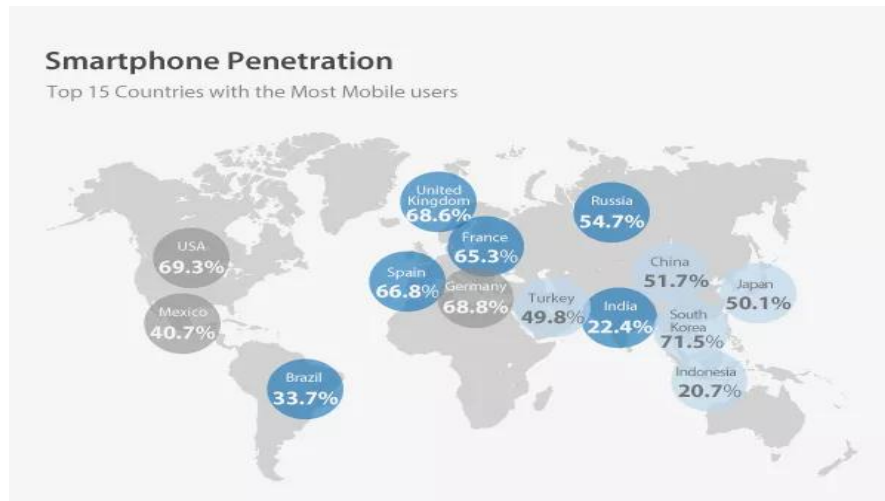 Smartphone Penetration
Top 15 Countries with the Most Mobile users
United
Kingdom
68.6%
Russia
54.7%
USA
69.3%
France
65.3%
China
51.7%
Spain
66.8%
Germany
68.8%
Japan
50.1%
Turkey
49.8%
India
22.4%
Mexico
40.7%
South
Korea
71.5%
Indonesia
20.7%
Brazil
33.7%